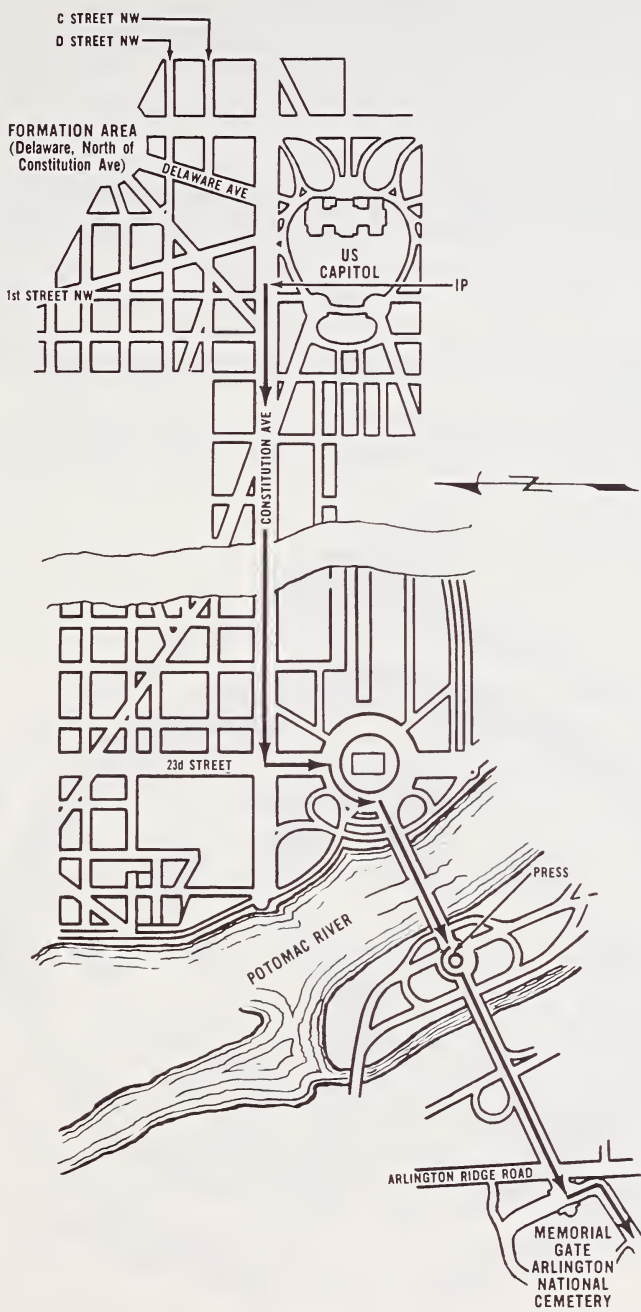 C STREET NW
D STREET NW
FORMATION AREA
(Delaware, North of
Constitution Ave)
DELAWARE AVE
US
CAPITOL
1st STREET NW
IP
CONSTITUTION AVE
N
23d STREET
PRESS
POTOMAC RIVER
ARLINGTON RIDGE ROAD
MEMORIAL
GATE
ARLINGTON
NATIONAL
CEMETERY